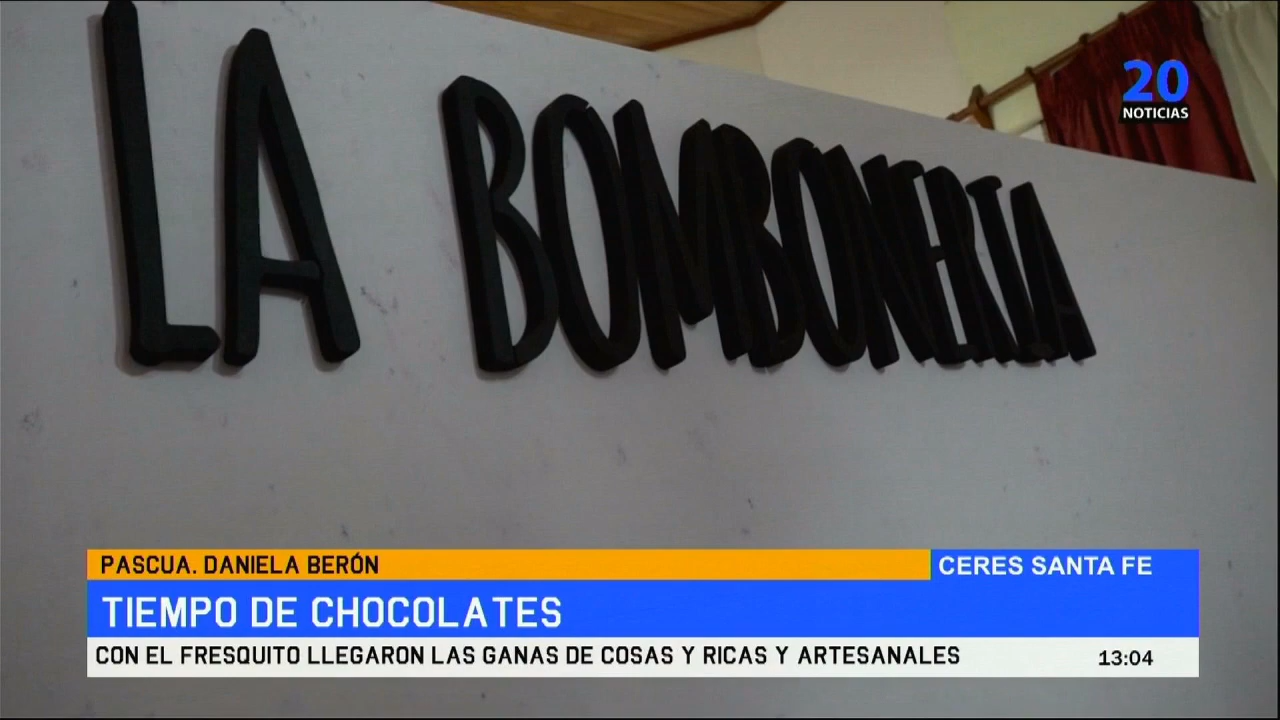 LA BOMBONERIA
20
NOTICIAS
PASCUA. DANIELA BERÓN
CERES SANTA FE
TIEMPO DE CHOCOLATES
CON EL FRESQUITO LLEGARON LAS GANAS DE COSAS Y RICAS Y ARTESANALES
13:04